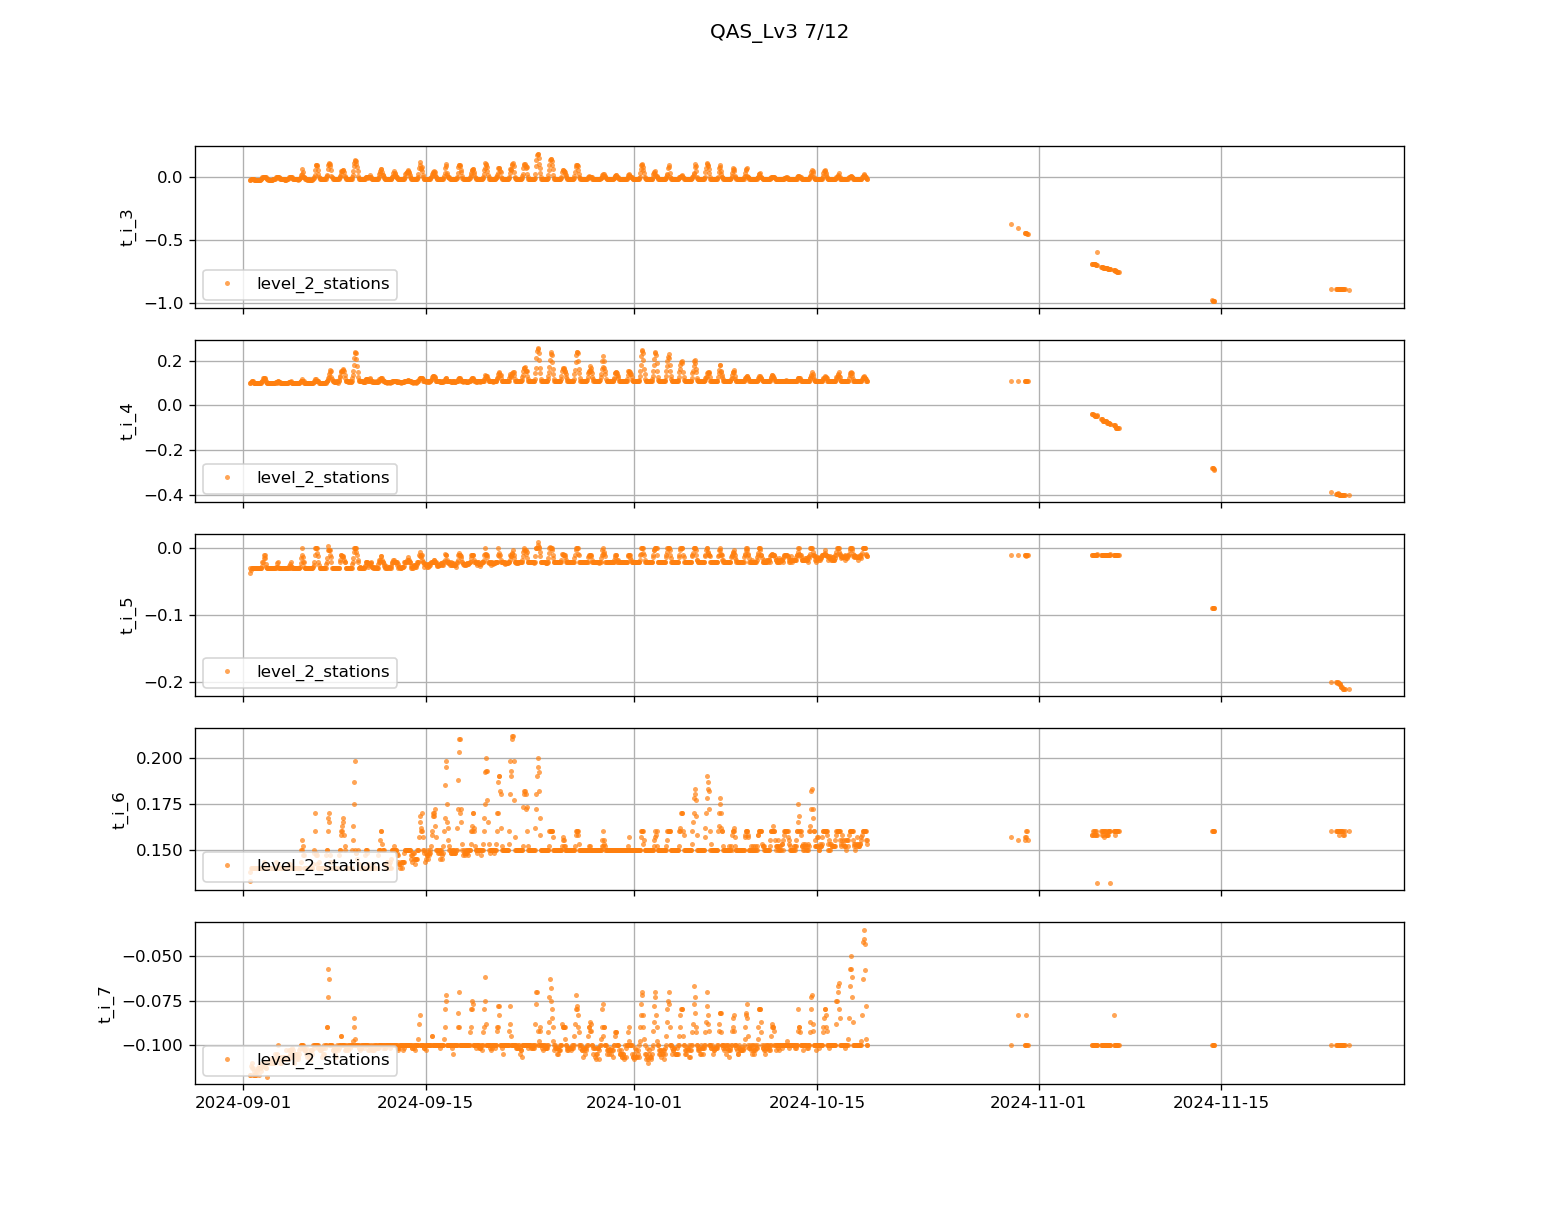 QAS_Lv3 7/12
0.0
−0.5
−1.0
t_i_3
level_2_stations
0.2
0.0
−0.2
−0.4
t_i_4
level_2_stations
0.0
−0.1
−0.2
t_i_5
level_2_stations
0.200
0.175
0.150
t_i_6
level_2_stations
−0.050
−0.075
−0.100
t_i_7
level_2_stations
2024-09-01 2024-09-15 2024-10-01 2024-10-15 2024-11-01 2024-11-15